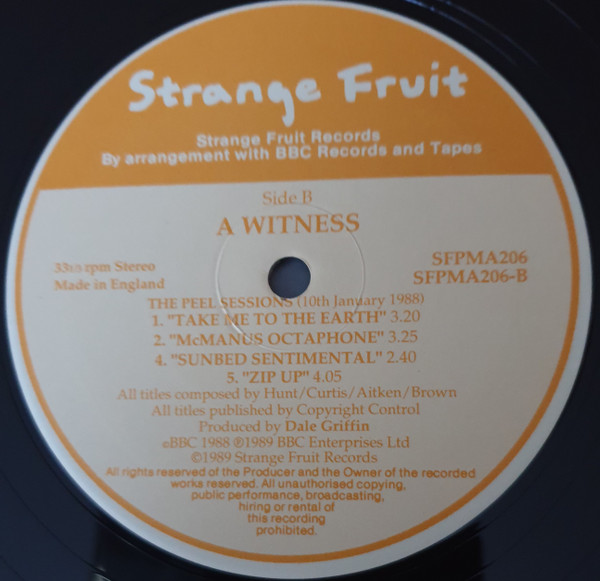 Strange Fruit
Strange Fruit Records
By arrangement with BBC Records and Tapes
Side B
A WITNESS
33 1/3 rpm Stereo
Made in England
SFPMA206
SFPMA206-B
THE PEEL SESSIONS (10th January 1988)
1. "TAKE ME TO THE EARTH" 3.20
2. "McMANUS OCTAPHONE" 3.25
4. "SUNBED SENTIMENTAL" 2.40
5. "ZIP UP" 4.05
All titles composed by Hunt/Curtis/Aitken/Brown
All titles published by Copyright Control
Produced by Dale Griffin
©BBC 1988 ℗1989 BBC Enterprises Ltd
©1989 Strange Fruit Records
All rights reserved of the Producer and the Owner of the recorded
works reserved. All unauthorised copying,
public performance, broadcasting,
hiring or rental of
this recording
prohibited.